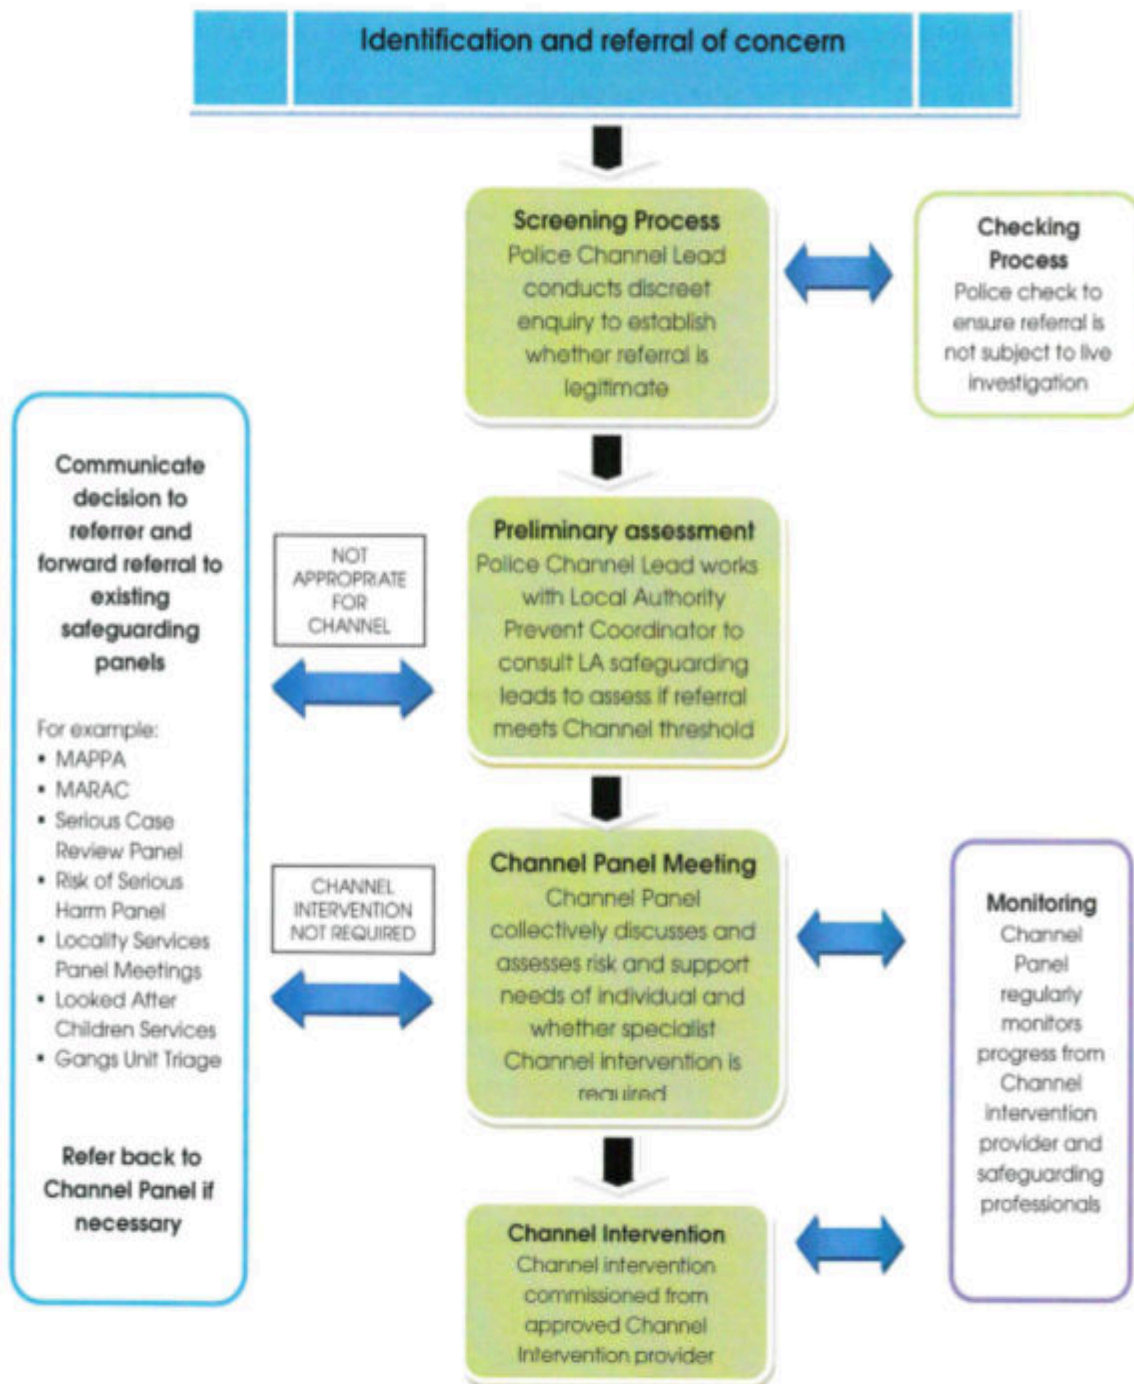 Identification and referral of concern
Screening Process
Police Channel Lead
conducts discreet
enquiry to establish
whether referral is
legitimate
Checking
Process
Police check to
ensure referral is
not subject to live
investigation
Communicate
decision to
referrer and
forward referral to
existing
safeguarding
panels
For example:
▪ MAPPA
▪ MARAC
▪ Serious Case
Review Panel
▪ Risk of Serious
Harm Panel
▪ Locality Services
Panel Meetings
▪ Looked After
Children Services
▪ Gangs Unit Triage
Refer back to
Channel Panel if
necessary
NOT
APPROPRIATE
FOR
CHANNEL
Preliminary assessment
Police Channel Lead works
with Local Authority
Prevent Coordinator to
consult LA safeguarding
leads to assess if referral
meets Channel threshold
CHANNEL
INTERVENTION
NOT REQUIRED
Channel Panel Meeting
Channel Panel
collectively discusses and
assesses risk and support
needs of individual and
whether specialist
Channel intervention is
required
Monitoring
Channel
Panel
regularly
monitors
progress from
Channel
intervention
provider and
safeguarding
professionals
Channel Intervention
Channel intervention
commissioned from
approved Channel
Intervention provider